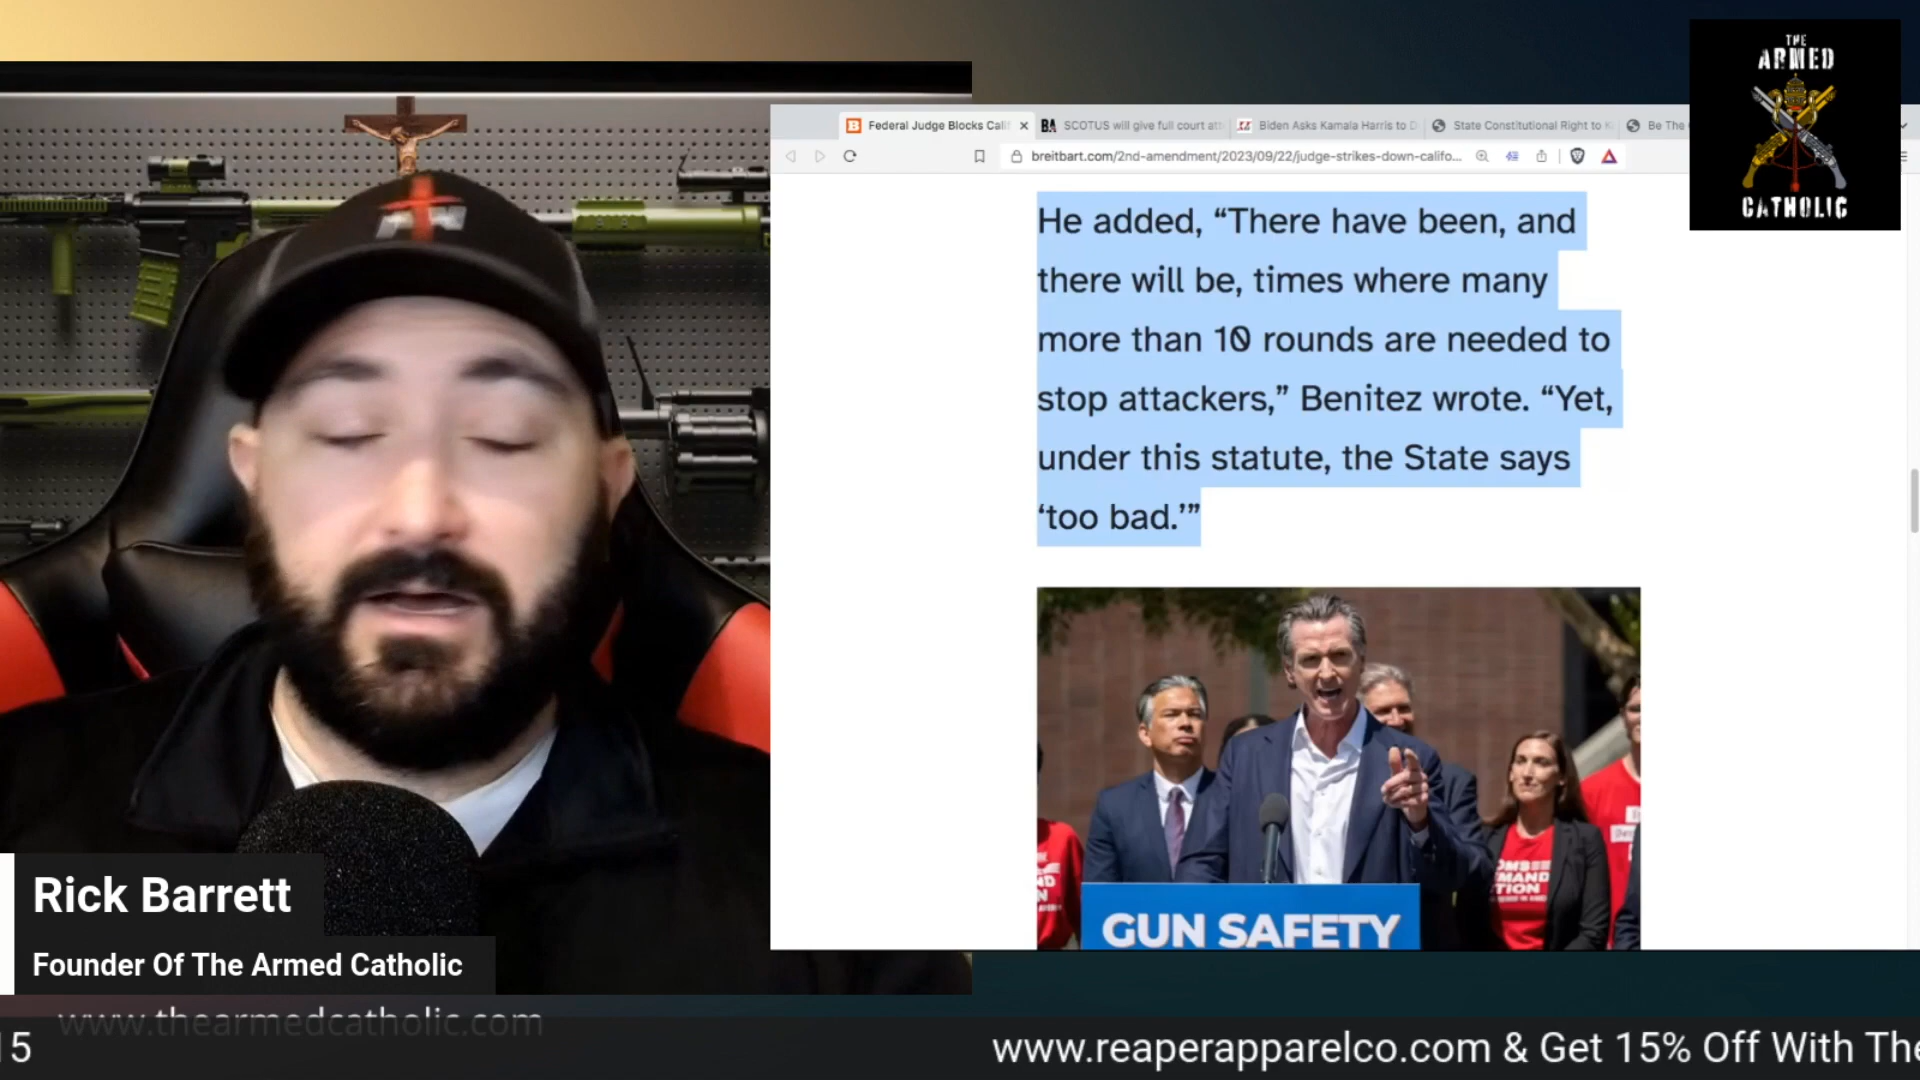 THE
ARMED
CATHOLIC
Federal Judge Blocks Cali
SCOTUS will give full court att
Biden Asks Kamala Harris to D
State Constitutional Right to K
Be The
breitbart.com/2nd-amendment/2023/09/22/judge-strikes-down-califo...
He added, “There have been, and
there will be, times where many
more than 10 rounds are needed to
stop attackers,” Benitez wrote. “Yet,
under this statute, the State says
‘too bad.’”
GUN SAFETY
Rick Barrett
Founder Of The Armed Catholic
www.thearmedcatholic.com
15
www.reaperapparelco.com & Get 15% Off With The